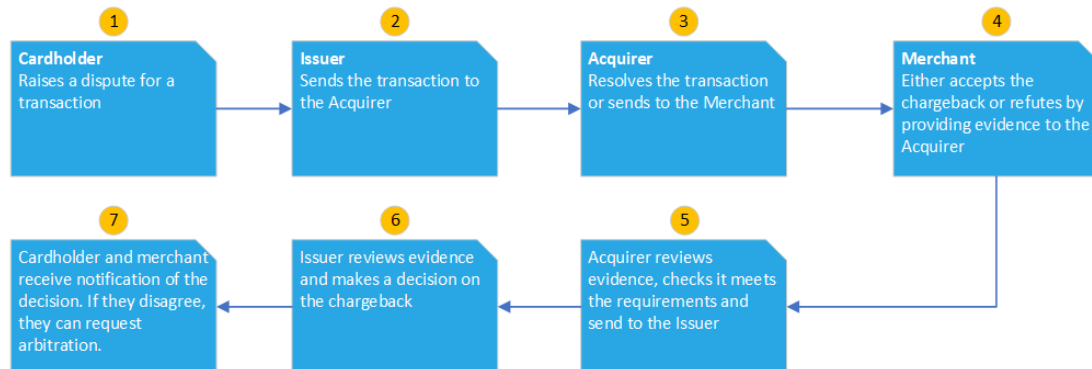 1
Cardholder
Raises a dispute for a
transaction
2
Issuer
Sends the transaction to
the Acquirer
3
Acquirer
Resolves the transaction
or sends to the Merchant
4
Merchant
Either accepts the
chargeback or refutes by
providing evidence to the
Acquirer
5
Acquirer reviews
evidence, checks it meets
the requirements and
send to the Issuer
6
Issuer reviews evidence
and makes a decision on
the chargeback
7
Cardholder and merchant
receive notification of the
decision. If they disagree,
they can request
arbitration.